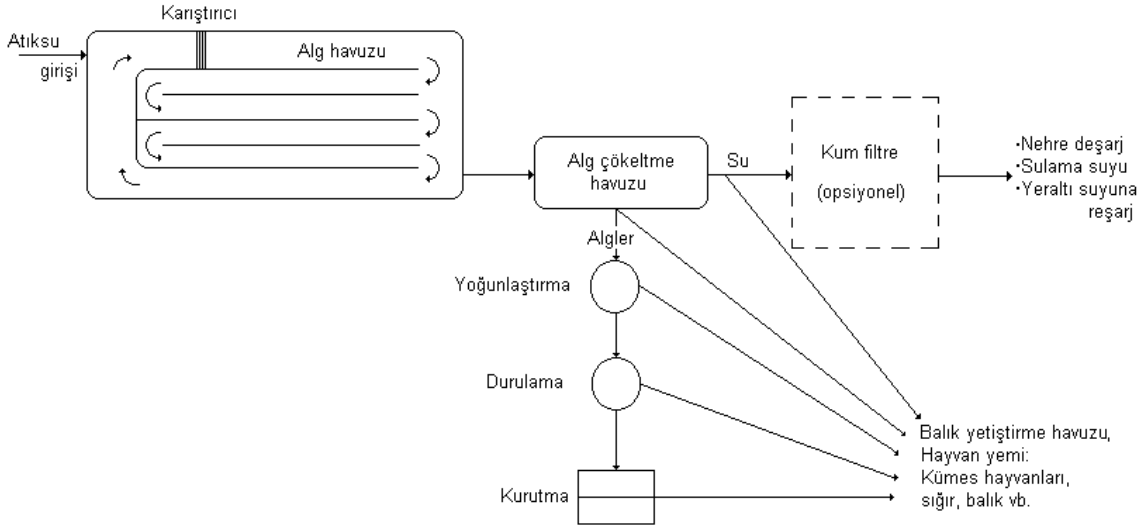 Karıştırıcı
Atıksu
girişi
Alg havuzu
Alg çökeltme
havuzu
Su
Kum filtre
(opsiyonel)
•Nehre deşarj
•Sulama suyu
•Yeraltı suyuna
reşarj
Algler
Yoğunlaştırma
Durulama
Kurutma
Balık yetiştirme havuzu,
Hayvan yemi:
Kümes hayvanları,
sığır, balık vb.